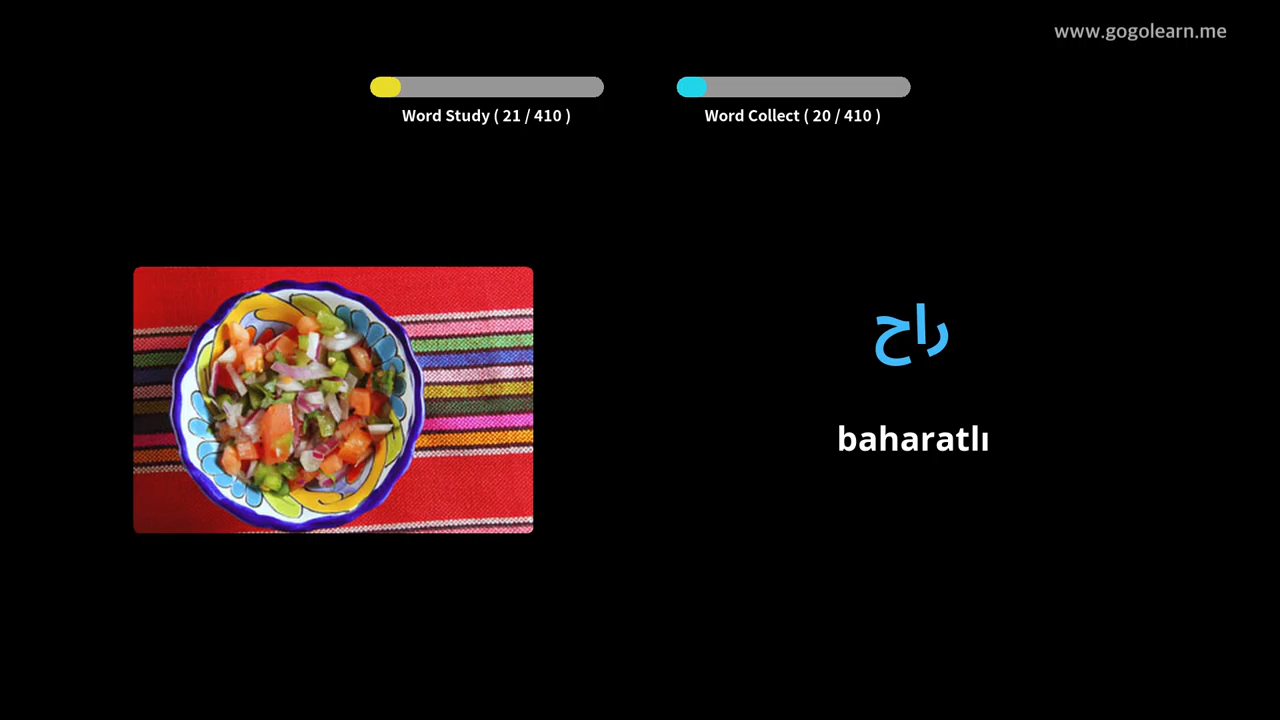 www.gogolearn.me
Word Study ( 21 / 410 )
Word Collect ( 20 / 410 )
راح
baharatlı